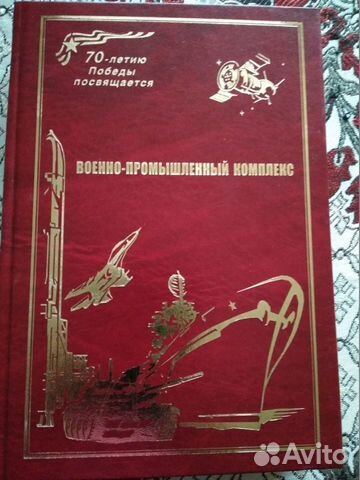 70-летию
Победы
посвящается
ВОЕННО-ПРОМЫШЛЕННЫЙ КОМПЛЕКС
Avito